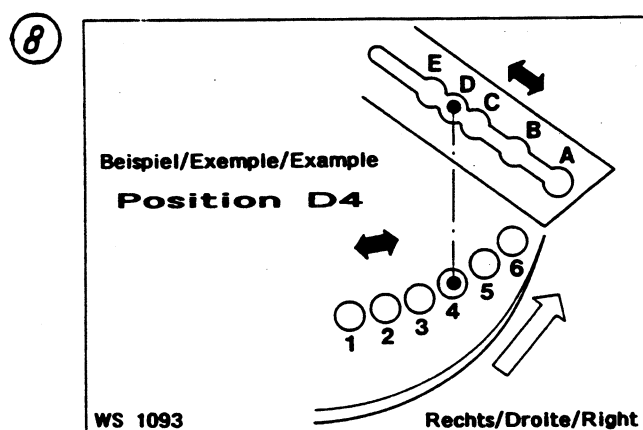 8
E
D
C
B
A
Beispiel/Exemple/Example
Position D4
6
5
4
3
2
1
WS 1093
Rechts/Droite/Right